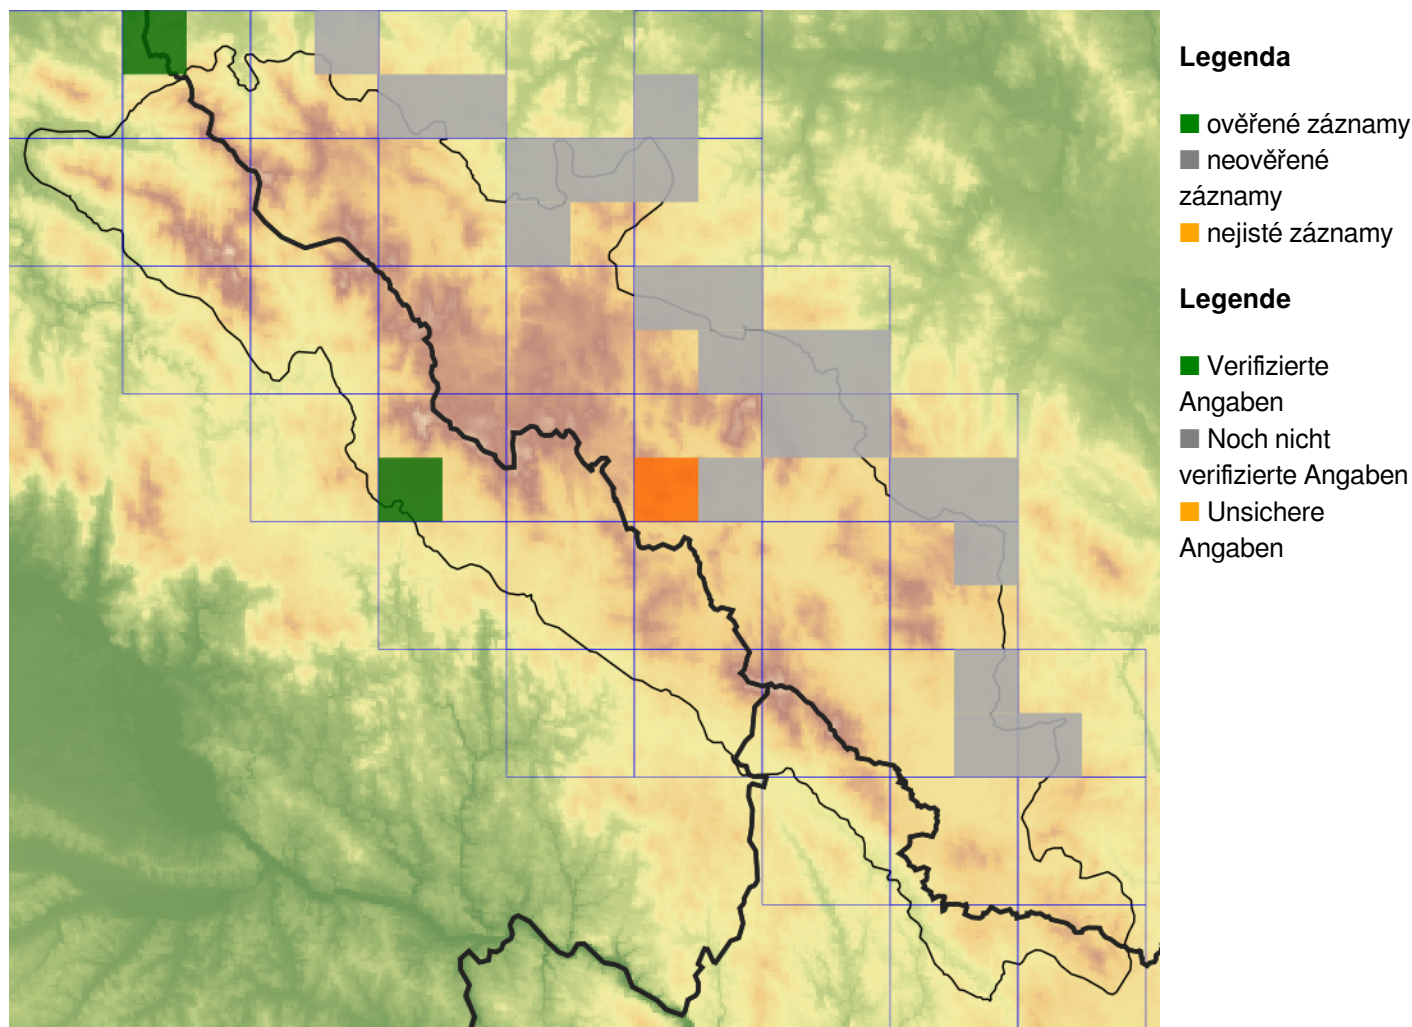 Legenda
ověřené záznamy
neověřené
záznamy
nejisté záznamy
Legende
Verifizierte
Angaben
Noch nicht
verifizierte Angaben
Unsichere
Angaben